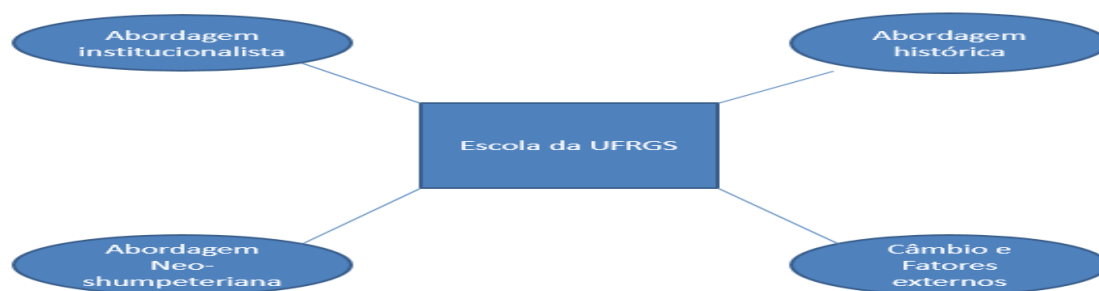 Abordagem
institucionalista
Abordagem
histórica
Escola da UFRGS
Abordagem
Neo-
shumpeteriana
Câmbio e
Fatores
externos